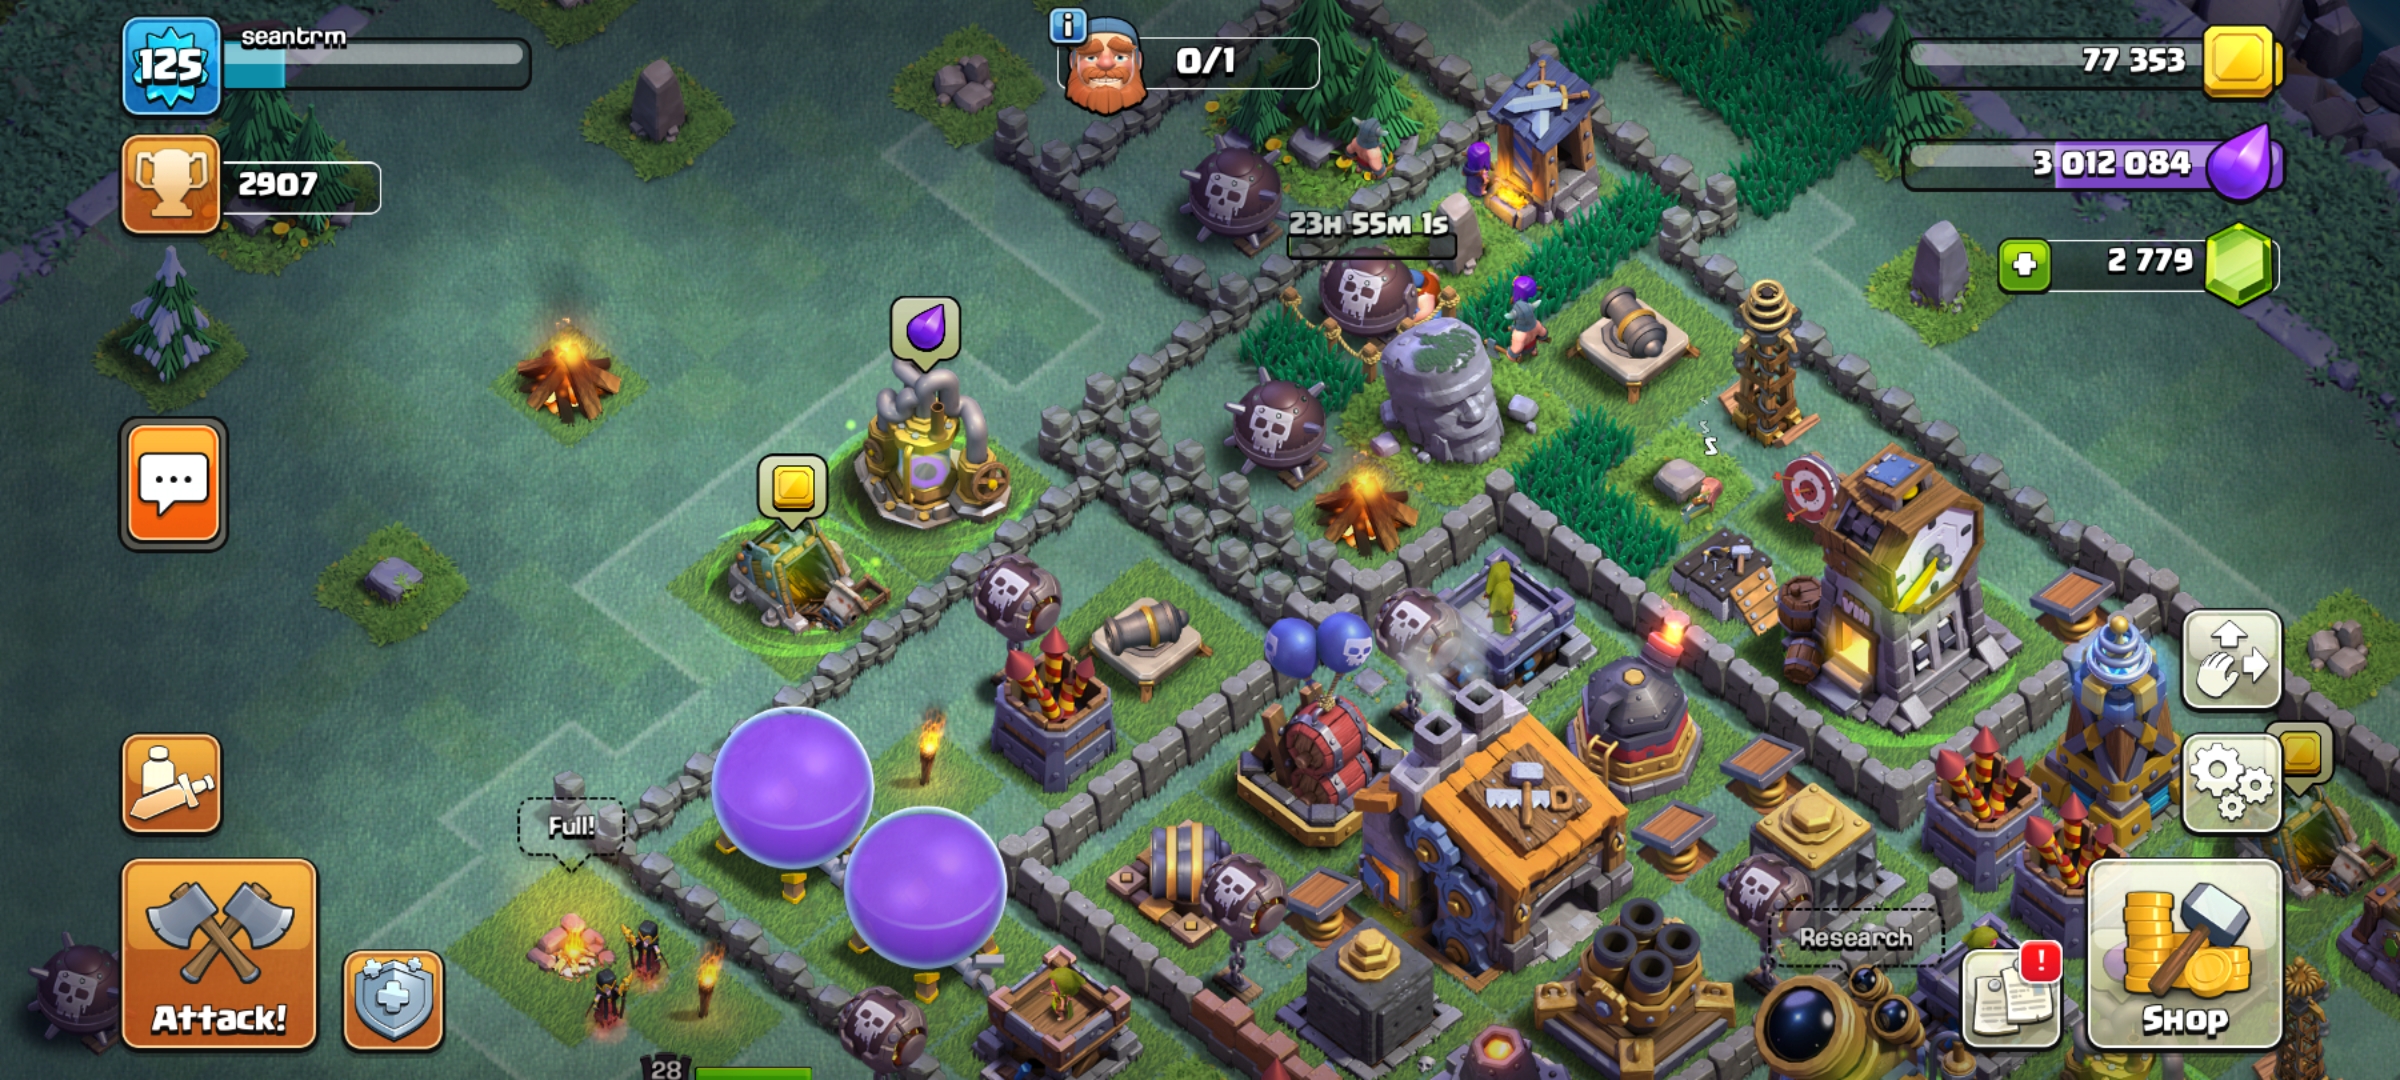 125
seantrm
0/1
77 353
2907
3 012 084
23H 55M 1S
2 779
VIII
Full!
Research
!
Attack!
SHOP
28